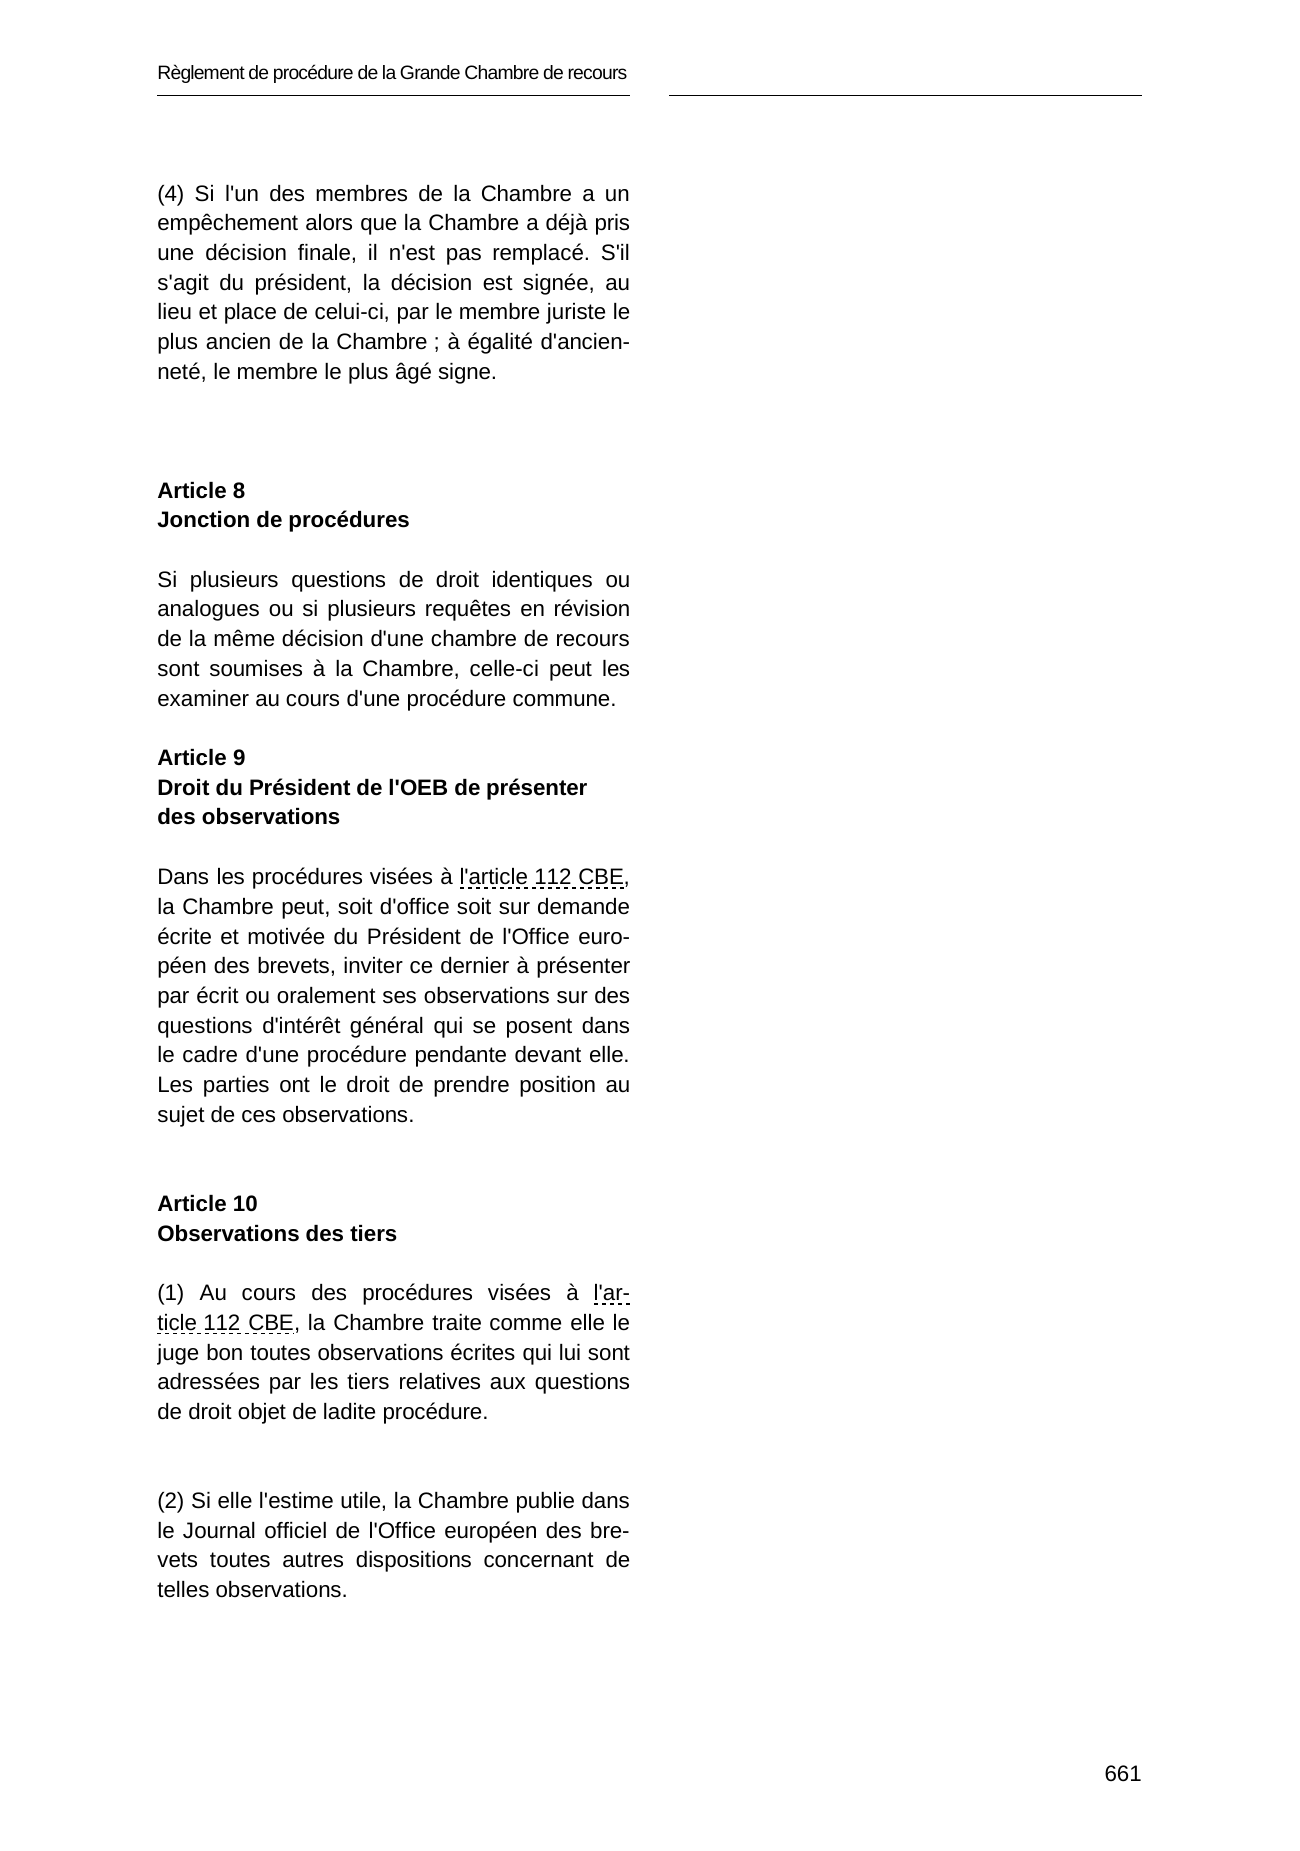 Règlement de procédure de la Grande Chambre de recours
(4) Si l'un des membres de la Chambre a un
empêchement alors que la Chambre a déjà pris
une décision finale, il n'est pas remplacé. S'il
s'agit du président, la décision est signée, au
lieu et place de celui-ci, par le membre juriste le
plus ancien de la Chambre ; à égalité d'ancien-
neté, le membre le plus âgé signe.
Article 8
Jonction de procédures
Si plusieurs questions de droit identiques ou
analogues ou si plusieurs requêtes en révision
de la même décision d'une chambre de recours
sont soumises à la Chambre, celle-ci peut les
examiner au cours d'une procédure commune.
Article 9
Droit du Président de l'OEB de présenter
des observations
Dans les procédures visées à l'article 112 CBE,
la Chambre peut, soit d'office soit sur demande
écrite et motivée du Président de l'Office euro-
péen des brevets, inviter ce dernier à présenter
par écrit ou oralement ses observations sur des
questions d'intérêt général qui se posent dans
le cadre d'une procédure pendante devant elle.
Les parties ont le droit de prendre position au
sujet de ces observations.
Article 10
Observations des tiers
(1) Au cours des procédures visées à l'ar-
ticle 112 CBE, la Chambre traite comme elle le
juge bon toutes observations écrites qui lui sont
adressées par les tiers relatives aux questions
de droit objet de ladite procédure.
(2) Si elle l'estime utile, la Chambre publie dans
le Journal officiel de l'Office européen des bre-
vets toutes autres dispositions concernant de
telles observations.
661